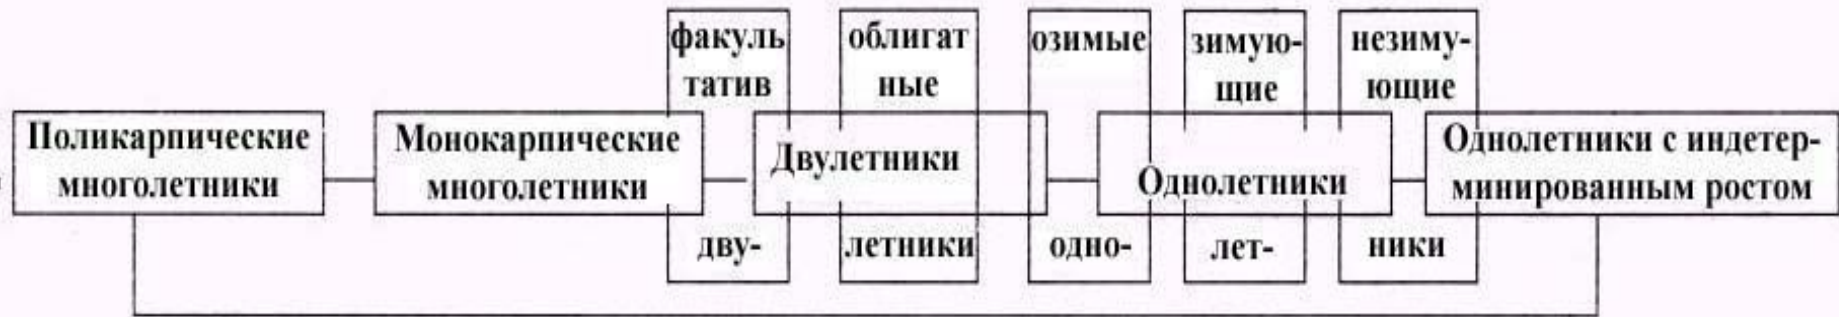 факуль
татив
облигат
ные
озимые
зимую-
щие
незиму-
ющие
Поликарпические
многолетники
Монокарпические
многолетники
Двулетники
Однолетники
Однолетники с индетер-
минированным ростом
дву-
летники
одно-
лет-
ники